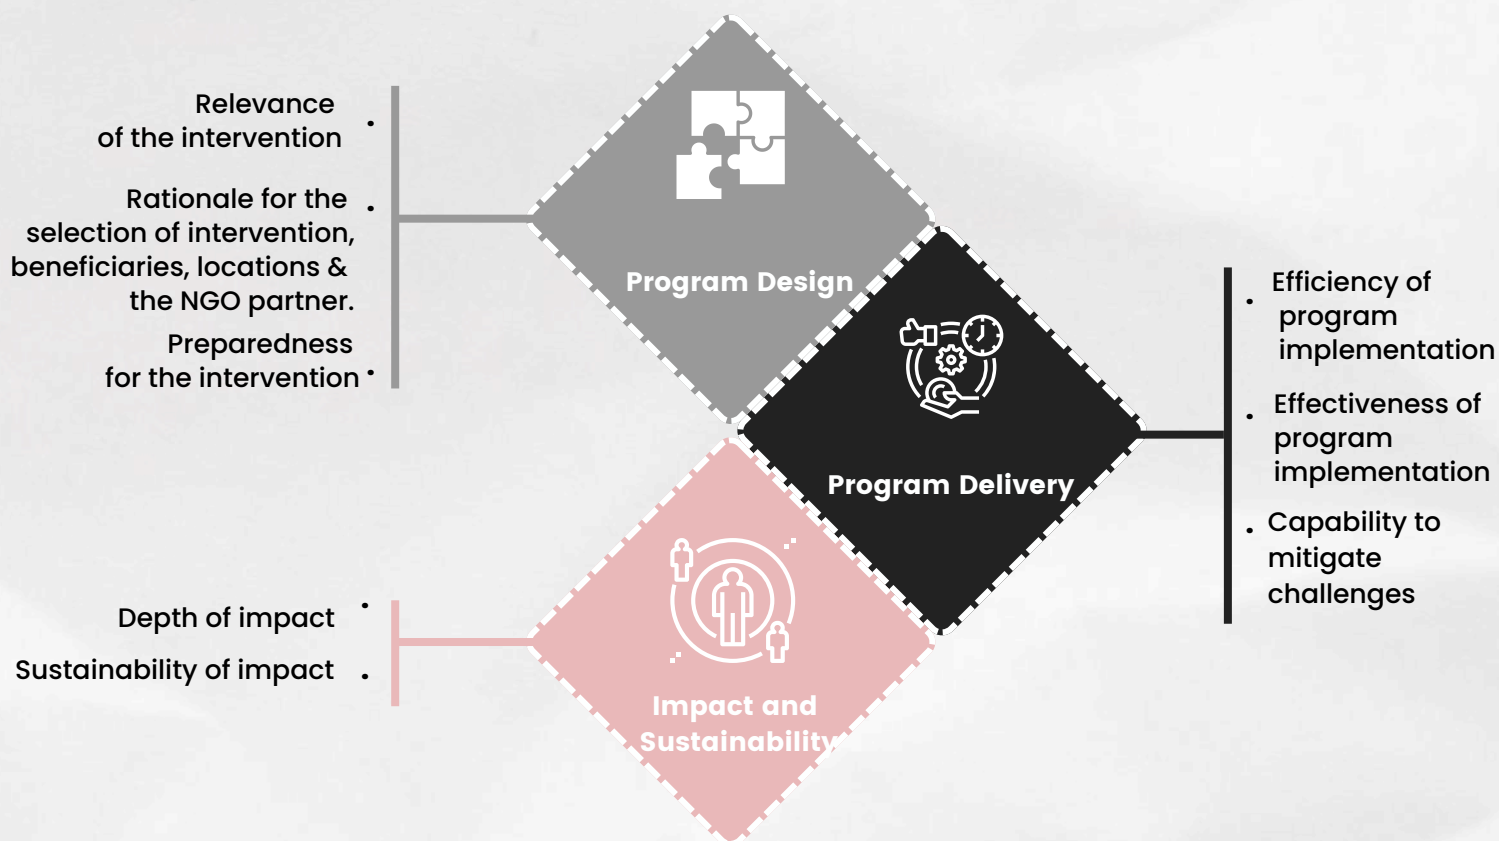 Relevance
of the intervention
Rationale for the
selection of intervention,
beneficiaries, locations &
the NGO partner.
Preparedness
for the intervention
Program Design
Program Delivery
Efficiency of
program
implementation
Effectiveness of
program
implementation
Capability to
mitigate
challenges
Depth of impact
Sustainability of impact
Impact and
Sustainability